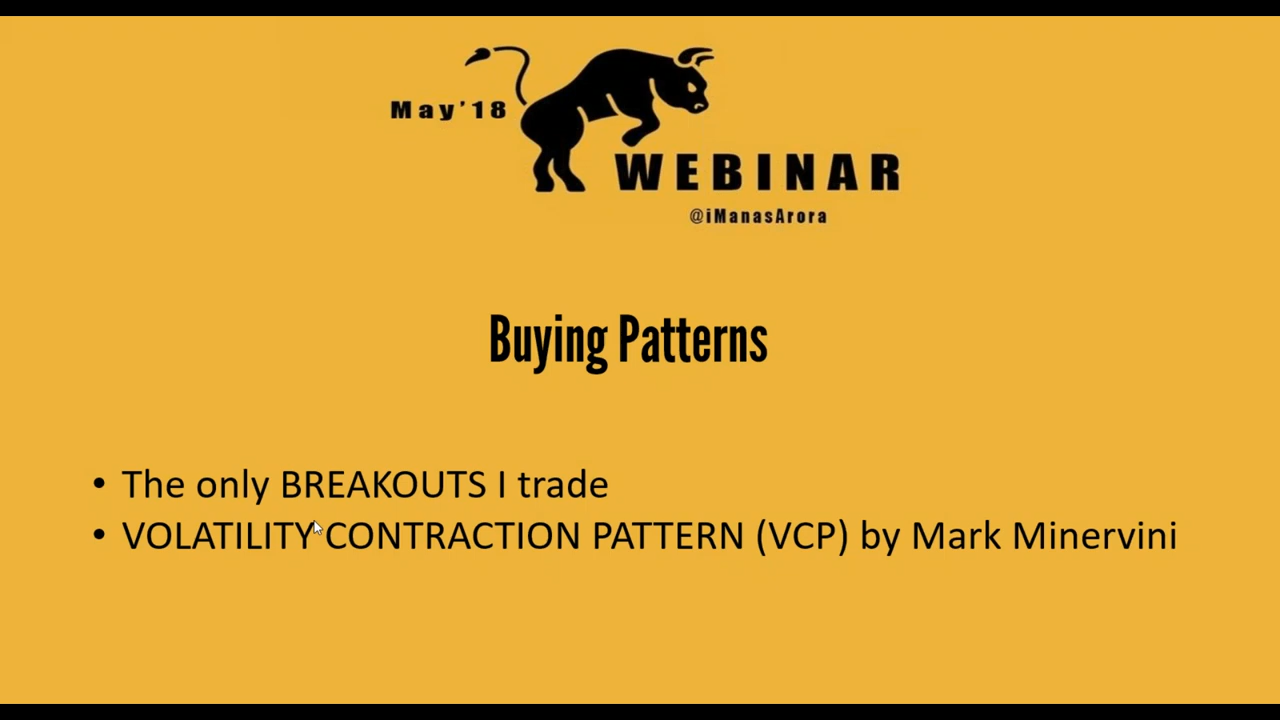 May'18
WEBINAR
@iManasArora
Buying Patterns
• The only BREAKOUTS I trade
• VOLATILITY CONTRACTION PATTERN (VCP) by Mark Minervini